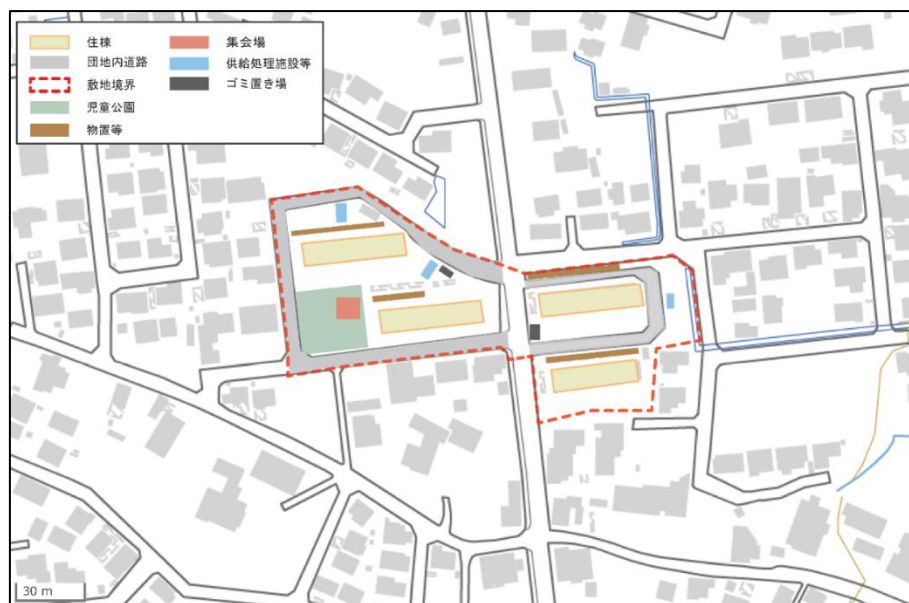 住棟
団地内道路
敷地境界
児童公園
物置等
集会場
供給処理施設等
ゴミ置き場
30 m